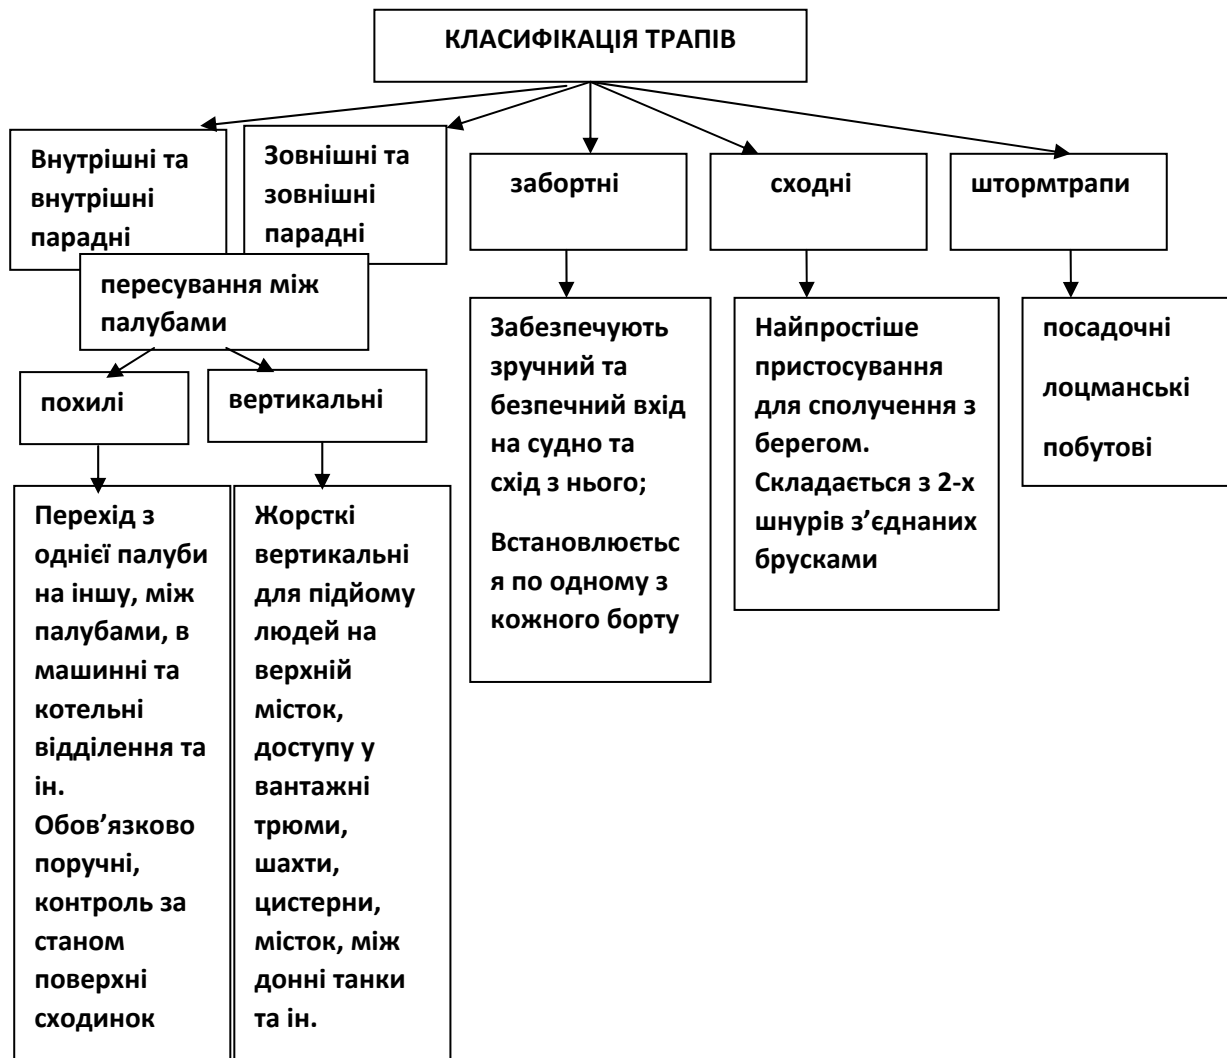 КЛАСИФІКАЦІЯ ТРАПІВ
Внутрішні та
внутрішні
парадні
Зовнішні та
зовнішні
парадні
забортні
сходні
штормтрапи
пересування між
палубами
похилі
вертикальні
Перехід з
однієї палуби
на іншу, між
палубами, в
машинні та
котельні
відділення та
ін.
Обов’язково
поручні,
контроль за
станом
поверхні
сходинок
Жорсткі
вертикальні
для підйому
людей на
верхній
місток,
доступу у
вантажні
трюми,
шахти,
цистерни,
місток, між
донні танки
та ін.
Забезпечують
зручний та
безпечний вхід
на судно та
схід з нього;
Встановлюєтьс
я по одному з
кожного борту
Найпростіше
пристосування
для сполучення з
берегом.
Складається з 2-х
шнурів з’єднаних
брусками
посадочні
лоцманські
побутові